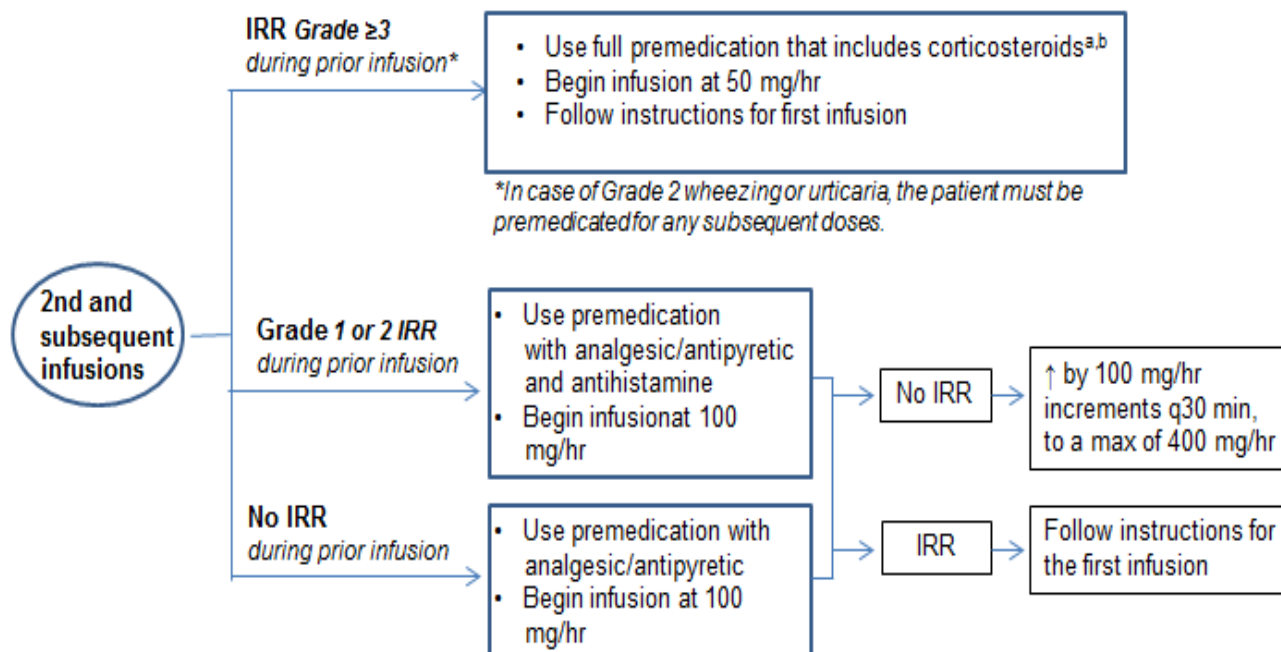 IRR Grade ≥3
during prior infusion*
• Use full premedication that includes corticosteroidsᵃ,ᵇ
• Begin infusion at 50 mg/hr
• Follow instructions for first infusion
*In case of Grade 2 wheezing or urticaria, the patient must be
premedicated for any subsequent doses.
2nd and
subsequent
infusions
Grade 1 or 2 IRR
during prior infusion
• Use premedication
with analgesic/antipyretic
and antihistamine
• Begin infusionat 100
mg/hr
No IRR
↑ by 100 mg/hr
increments q30 min,
to a max of 400 mg/hr
No IRR
during prior infusion
• Use premedication with
analgesic/antipyretic
• Begin infusion at 100
mg/hr
IRR
Follow instructions for
the first infusion